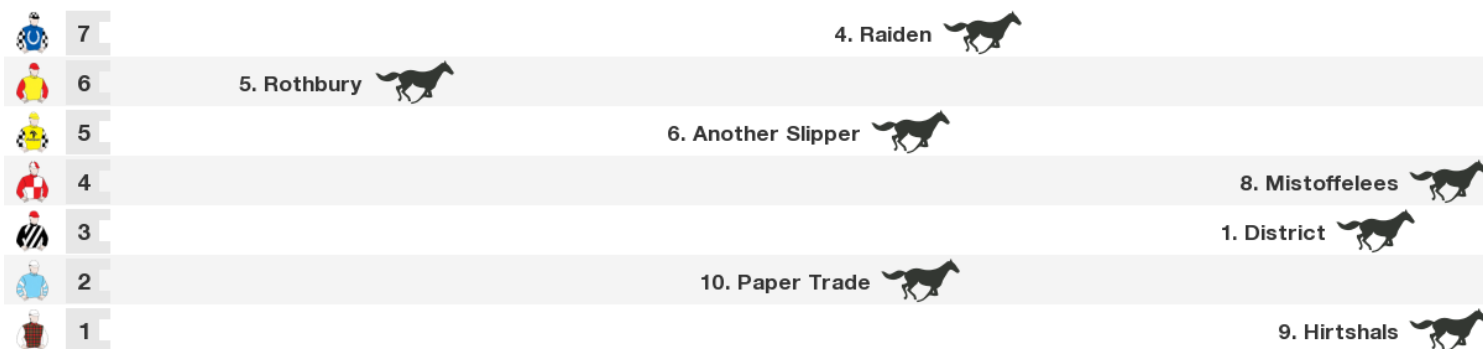 7 4. Raiden
6 5. Rothbury
5 6. Another Slipper
4 8. Mistoffelees
3 1. District
2 10. Paper Trade
1 9. Hirtshals